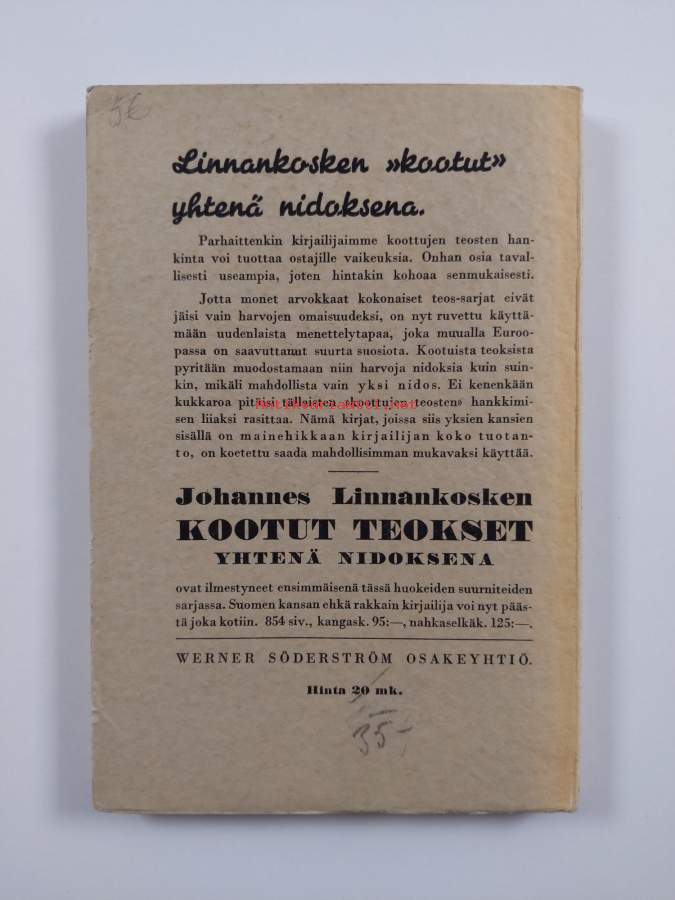 5€
Linnankosken »kootut»
yhtenä nidoksena.
Parhaittenkin kirjailijaimme koottujen teosten han-
kinta voi tuottaa ostajille vaikeuksia. Onhan osia taval-
lisesti useampia, joten hintakin kohoaa senmukaisesti.
Jotta monet arvokkaat kokonaiset teos-sarjat eivät
jäisi vain harvojen omaisuudeksi, on nyt ruvettu käyttä-
mään uudenlaista menettelytapaa, joka muualla Euroo-
passa on saavuttanut suurta suosiota. Kootuista teoksista
pyritään muodostamaan niin harvoja nidoksia kuin suin-
kin, mikäli mahdollista vain yksi nidos. Ei kenenkään
kukkaroa pitäisi tälleisten »koottujen teosten» hankkimi-
antikvariaatti.net
sen liiaksi rasittaa. Nämä kirjat, joissa siis yksien kansien
sisällä on mainehikkaan kirjailijan koko tuotan-
to, on koetettu saada mahdollisimman mukavaksi käyttää.
Johannes Linnankosken
KOOTUT TEOKSET
YHTENÄ NIDOKSENA
ovat ilmestyneet ensimmäisenä tässä huokeiden suurniteiden
sarjassa. Suomen kansan ehkä rakkain kirjailija voi nyt pääs-
tä joka kotiin. 854 siv., kangask. 95:—, nahkaselkäk. 125:—.
WERNER SÖDERSTRÖM OSAKEYHTIÖ.
Hinta 20 mk.
35-